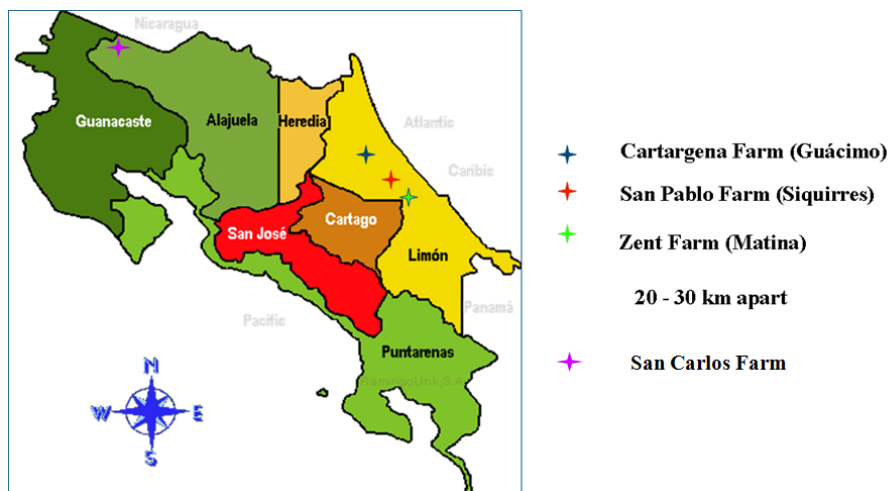 Nicaragua
Guanacaste
Alajuela
Heredia
Atlantic
Caribic
San José
Cartago
Limón
Pacific
Panamá
Puntarenas
FlamingoLink,S.A
N
W
E
S
Cartargena Farm (Guácimo)
San Pablo Farm (Siquirres)
Zent Farm (Matina)
20 - 30 km apart
San Carlos Farm